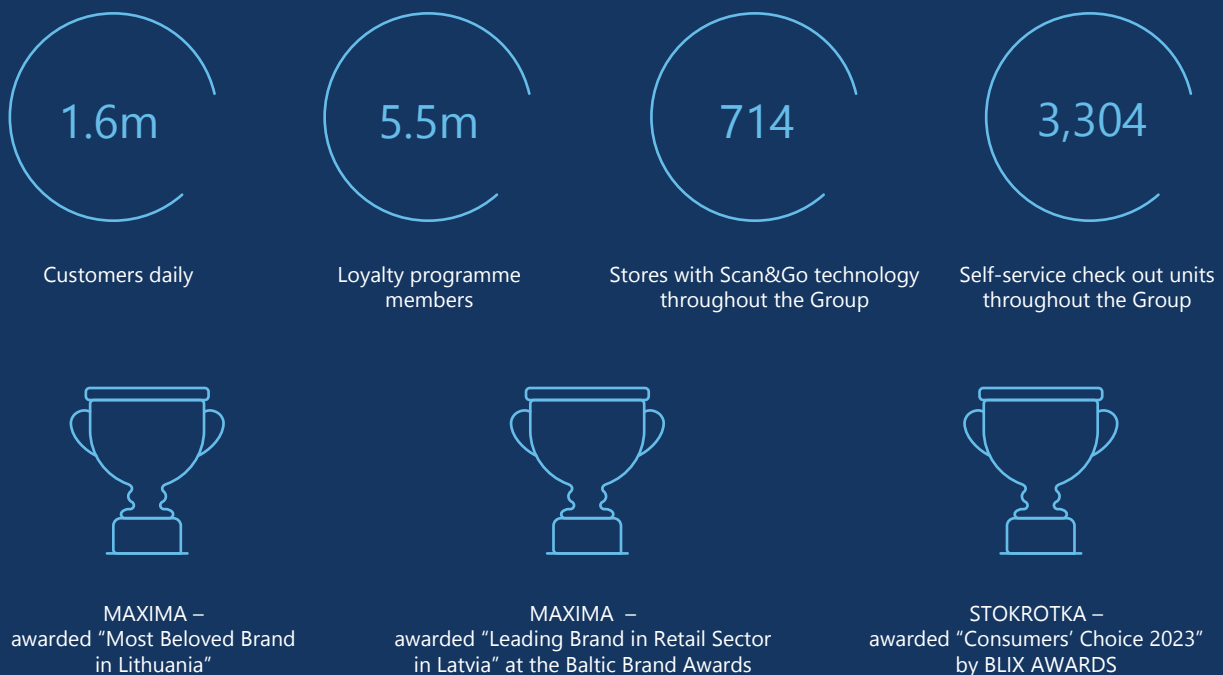 1.6m
5.5m
714
3,304
Customers daily
Loyalty programme
members
Stores with Scan&Go technology
throughout the Group
Self-service check out units
throughout the Group
MAXIMA –
awarded “Most Beloved Brand
in Lithuania”
MAXIMA –
awarded “Leading Brand in Retail Sector
in Latvia” at the Baltic Brand Awards
STOKROTKA –
awarded “Consumers’ Choice 2023”
by BLIX AWARDS